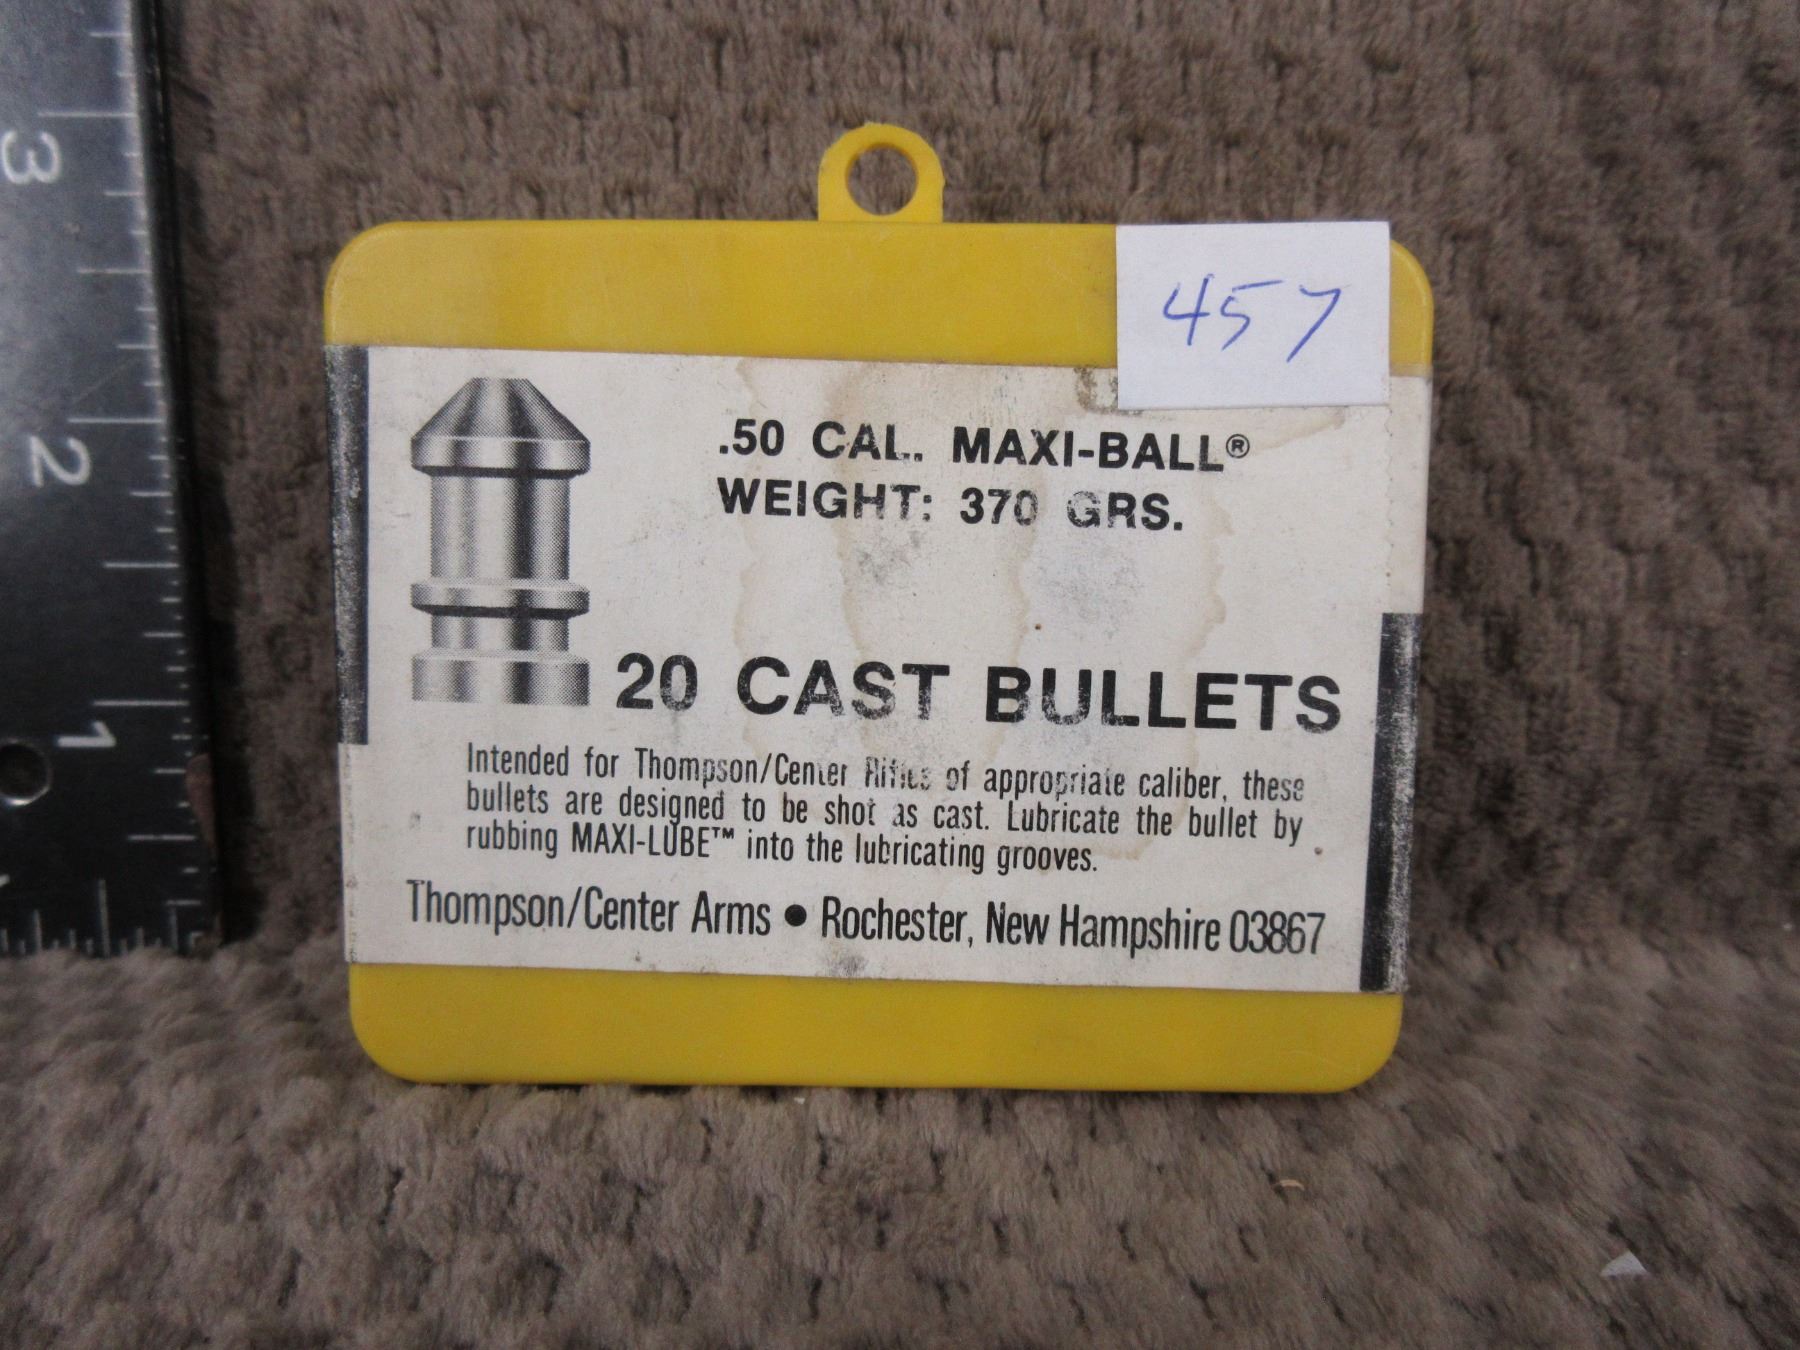 457
.50 CAL. MAXI-BALL®
WEIGHT: 370 GRS.
20 CAST BULLETS
Intended for Thompson/Center Rifles of appropriate caliber, these
bullets are designed to be shot as cast. Lubricate the bullet by
rubbing MAXI-LUBE™ into the lubricating grooves.
Thompson/Center Arms • Rochester, New Hampshire 03867
3
2
1